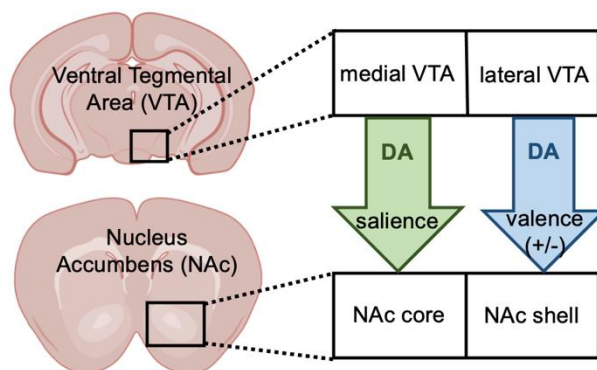 Ventral Tegmental
Area (VTA)
medial VTA
lateral VTA
DA
DA
salience
valence
(+/-)
Nucleus
Accumbens (NAc)
NAc core
NAc shell